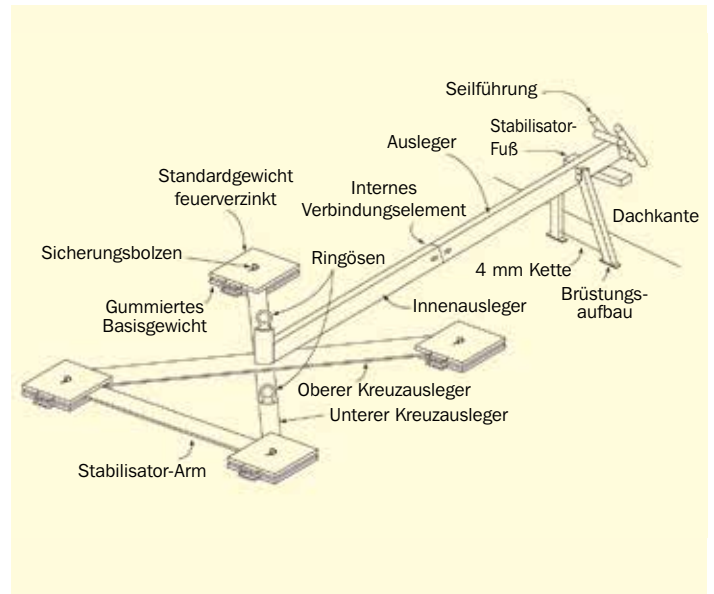 Seilführung
Stabilisator-
Fuß
Ausleger
Standardgewicht
feuerverzinkt
Internes
Verbindungselement
Dachkante
Sicherungsbolzen
Ringösen
4 mm Kette
Gummiertes
Basisgewicht
Innenausleger
Brüstungs-
aufbau
Oberer Kreuzausleger
Unterer Kreuzausleger
Stabilisator-Arm